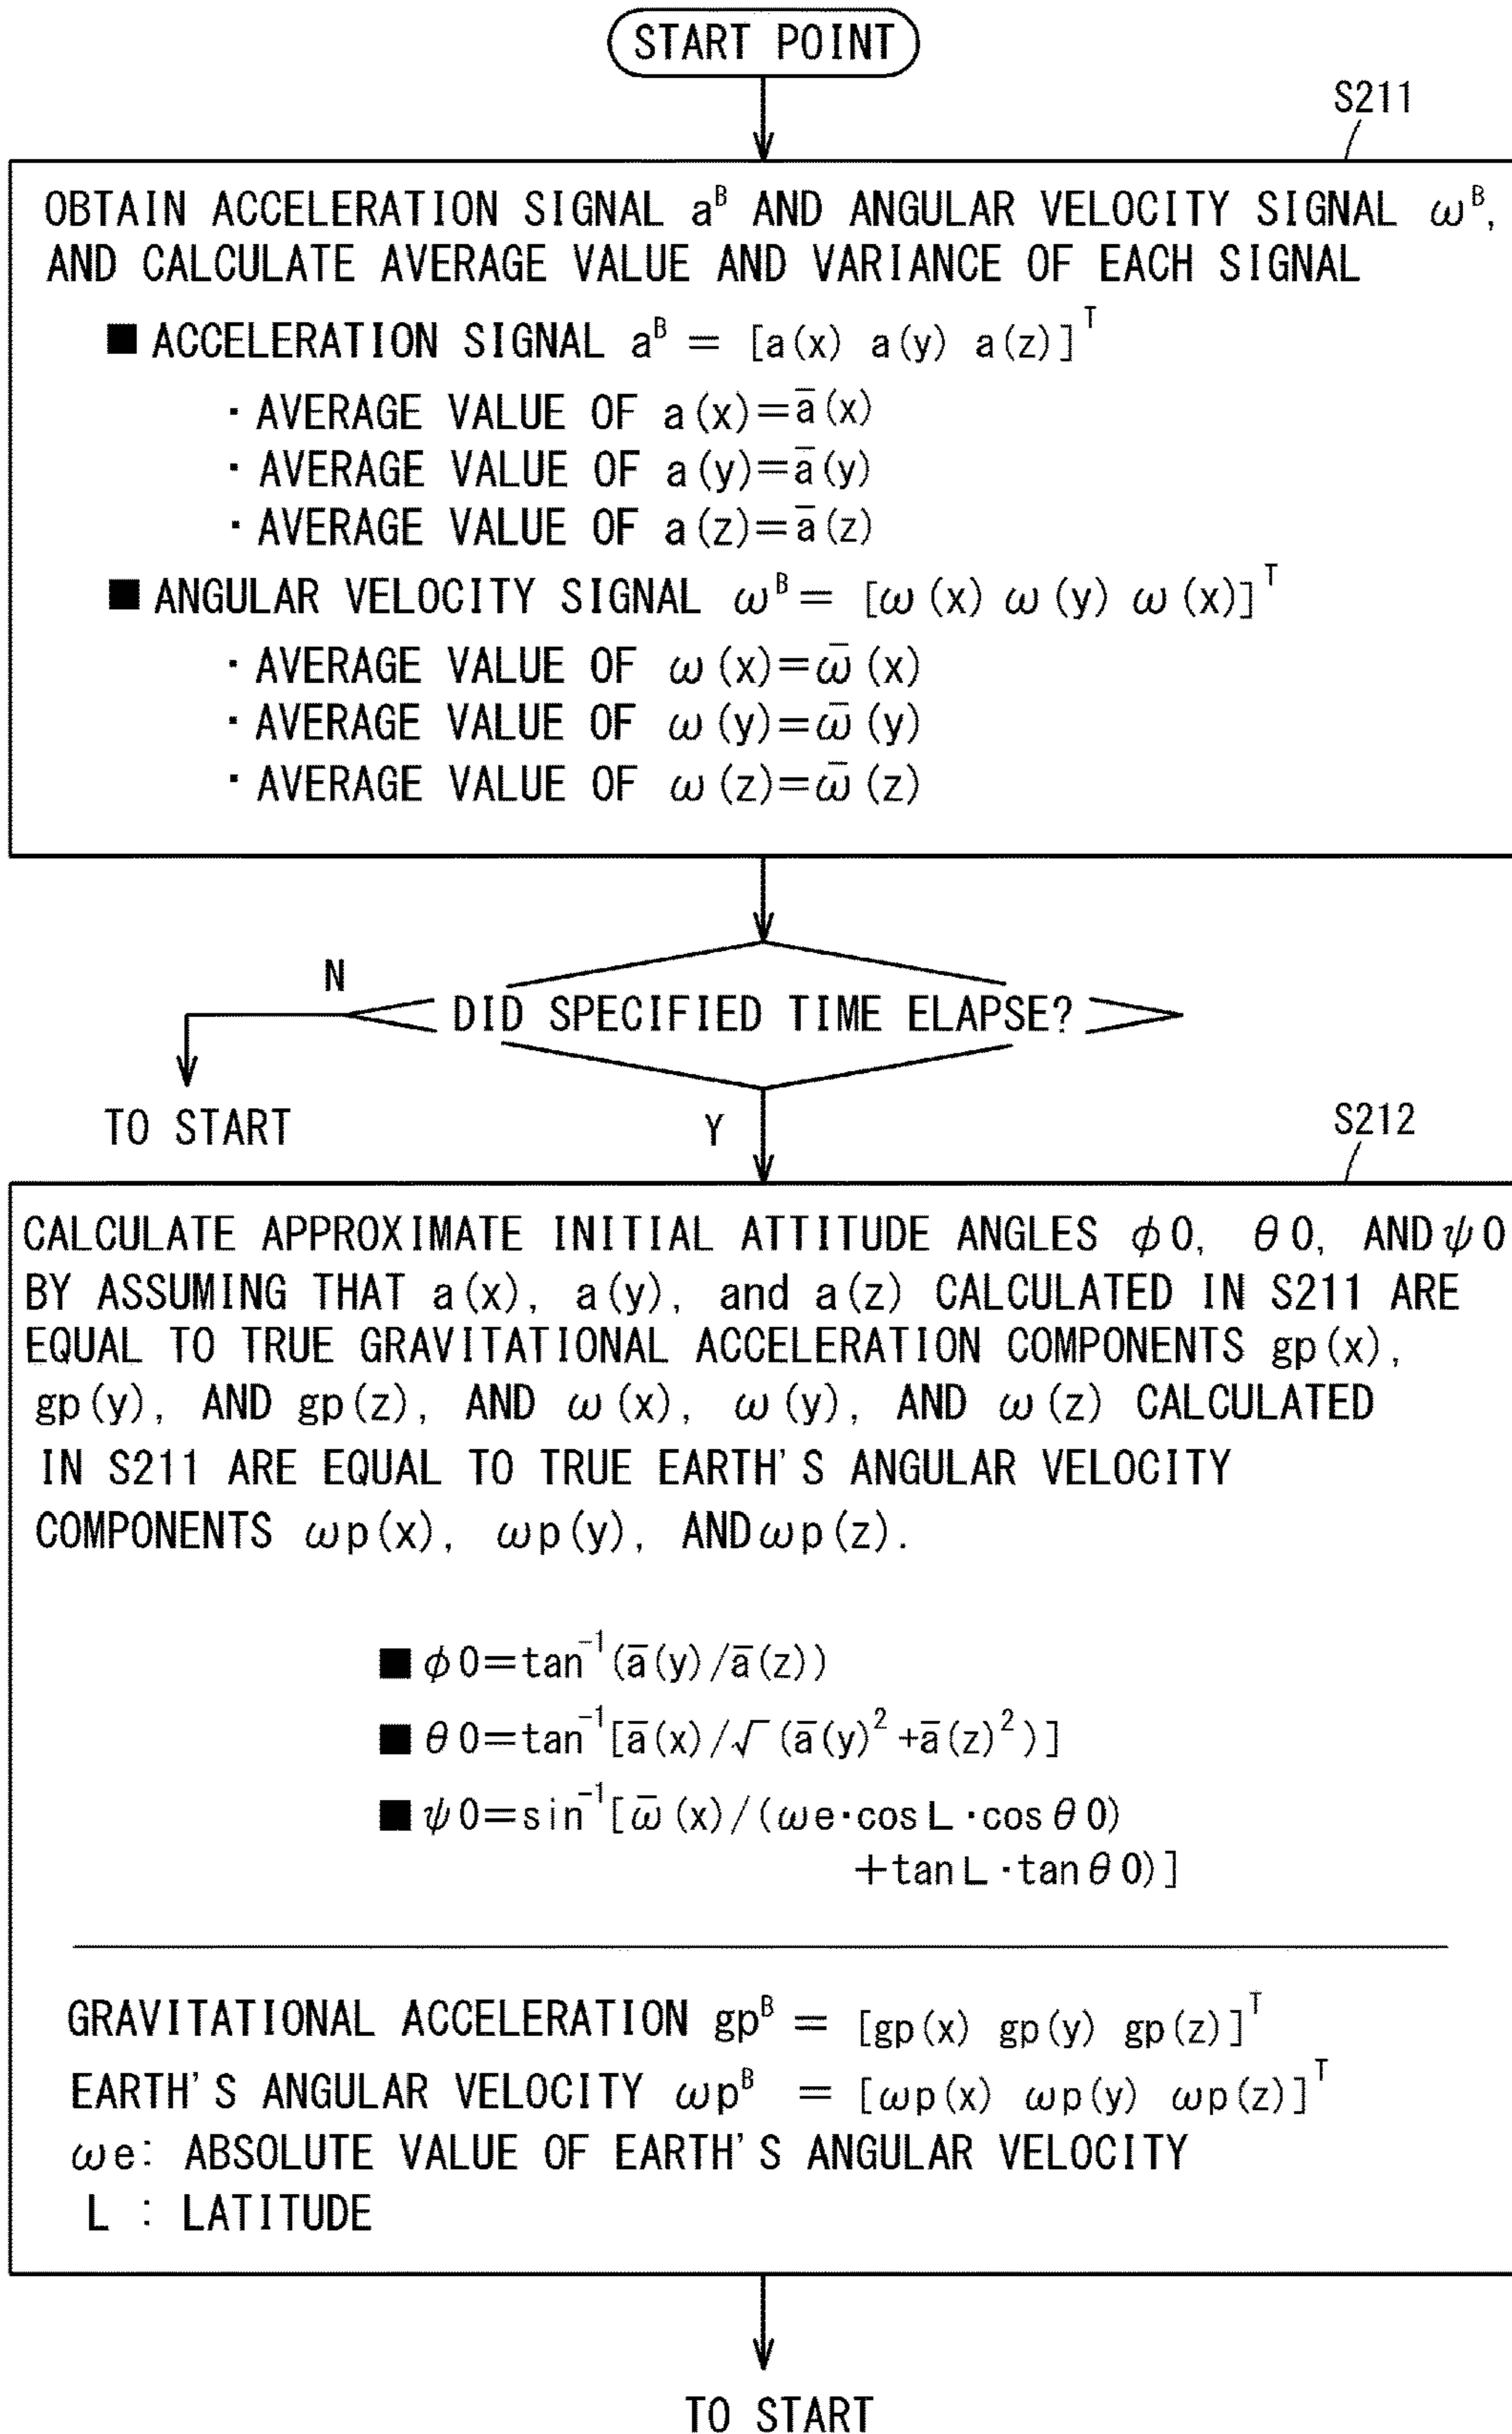 START POINT
S211
OBTAIN ACCELERATION SIGNAL aᴮ AND ANGULAR VELOCITY SIGNAL ωᴮ,
AND CALCULATE AVERAGE VALUE AND VARIANCE OF EACH SIGNAL
■ ACCELERATION SIGNAL aᴮ = [a(x) a(y) a(z)]ᵀ
・AVERAGE VALUE OF a(x)=a̅(x)
・AVERAGE VALUE OF a(y)=a̅(y)
・AVERAGE VALUE OF a(z)=a̅(z)
■ ANGULAR VELOCITY SIGNAL ωᴮ= [ω(x) ω(y) ω(x)]ᵀ
・AVERAGE VALUE OF ω(x)=ω̅(x)
・AVERAGE VALUE OF ω(y)=ω̅(y)
・AVERAGE VALUE OF ω(z)=ω̅(z)
DID SPECIFIED TIME ELAPSE?
N
TO START
Y
S212
CALCULATE APPROXIMATE INITIAL ATTITUDE ANGLES φ0, θ0, AND ψ0
BY ASSUMING THAT a(x), a(y), and a(z) CALCULATED IN S211 ARE
EQUAL TO TRUE GRAVITATIONAL ACCELERATION COMPONENTS gp(x),
gp(y), AND gp(z), AND ω(x), ω(y), AND ω(z) CALCULATED
IN S211 ARE EQUAL TO TRUE EARTH'S ANGULAR VELOCITY
COMPONENTS ωp(x), ωp(y), AND ωp(z).
■ φ0=tan⁻¹(a̅(y)/a̅(z))
■ θ0=tan⁻¹[a̅(x)/√(a̅(y)²+a̅(z)²)]
■ ψ0=sin⁻¹[ω̅(x)/(ωe·cosL·cosθ0)
+tanL·tanθ0)]
GRAVITATIONAL ACCELERATION gpᴮ = [gp(x) gp(y) gp(z)]ᵀ
EARTH'S ANGULAR VELOCITY ωpᴮ = [ωp(x) ωp(y) ωp(z)]ᵀ
ωe: ABSOLUTE VALUE OF EARTH'S ANGULAR VELOCITY
L : LATITUDE
TO START